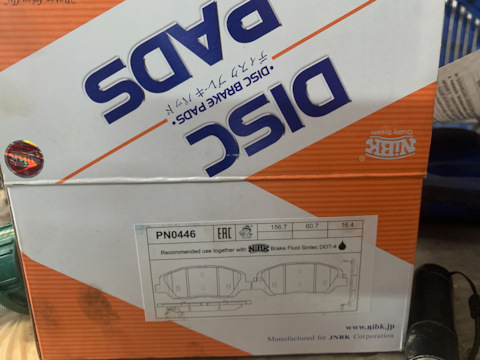 DISC
PADS
・DISC BRAKE PADS・
ディスク ブレーキ パッド
NiBK
Quality System
PN0446
EAC
156.7
60.7
16.4
Recommended use together with NiBK Brake Fluid Sintec DOT-4
www.nibk.jp
Manufactured for JNBK Corporation